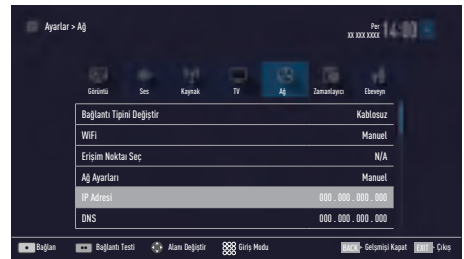 Ayarlar > Ağ
Per
XX XXX XXXX
14:00
Görüntü Ses Kaynak TV Ağ Zamanlayıcı Ebeveyn
Bağlantı Tipini Değiştir Kablosuz
WiFi Manuel
Erişim Noktaı Seç N/A
Ağ Ayarları Manuel
IP Adresi 000 . 000 . 000 . 000
DNS 000 . 000 . 000 . 000
Bağlan Bağlantı Testi Alanı Değiştir Giriş Modu BACK - Gelşmişi Kapat EXIT - Çıkış